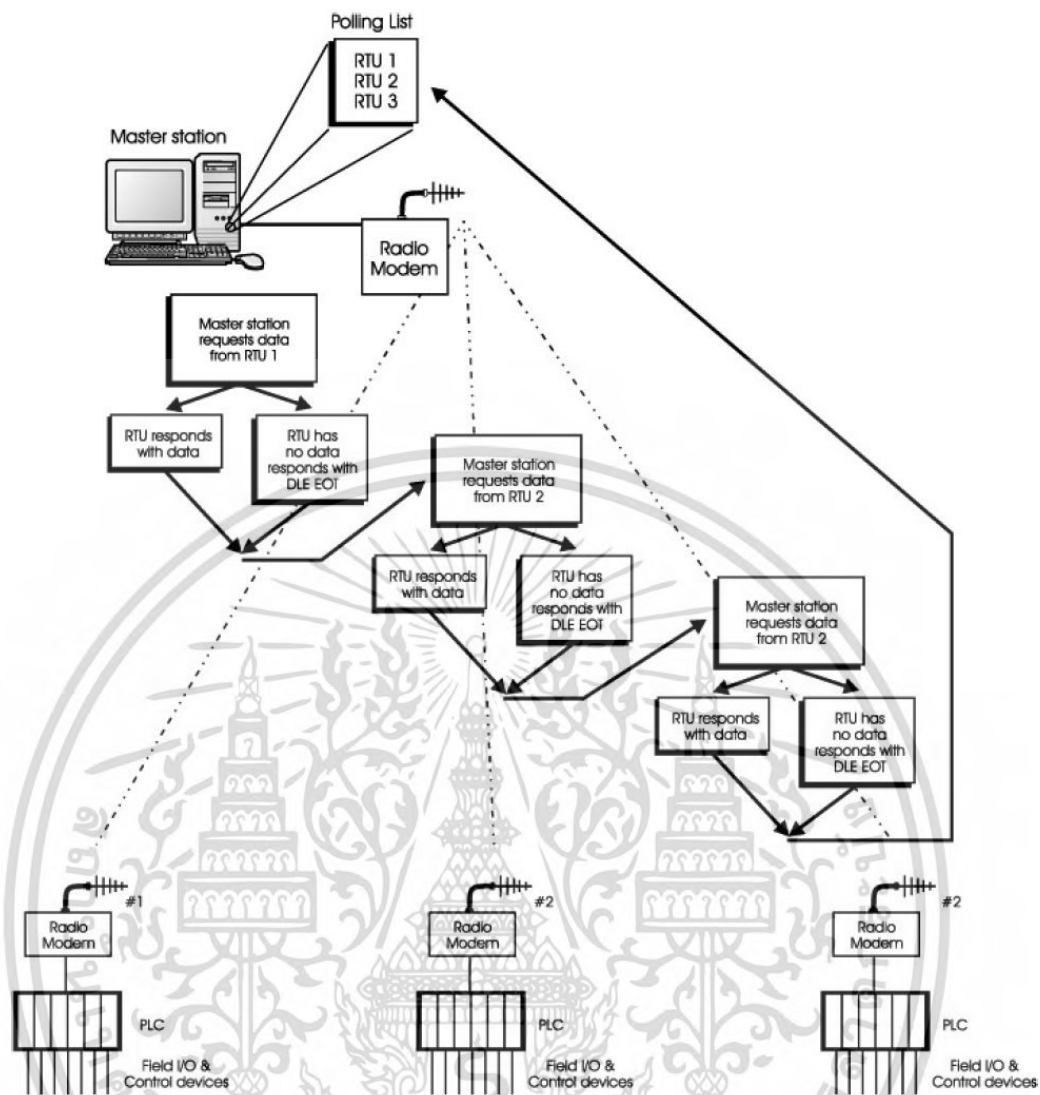 Polling List
RTU 1
RTU 2
RTU 3
Master station
Radio
Modem
Master station
requests data
from RTU 1
RTU responds
with data
RTU has
no data
responds with
DLE EOT
Master station
requests data
from RTU 2
RTU responds
with data
RTU has
no data
responds with
DLE EOT
Master station
requests data
from RTU 2
RTU responds
with data
RTU has
no data
responds with
DLE EOT
#1
Radio
Modem
PLC
Field I/O &
Control devices
#2
Radio
Modem
PLC
Field I/O &
Control devices
#2
Radio
Modem
PLC
Field I/O &
Control devices